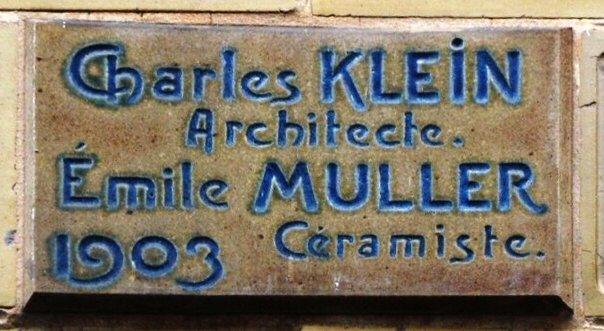 Charles KLEiN
Architecte.
Émile MULLER
Céramiste.
1903